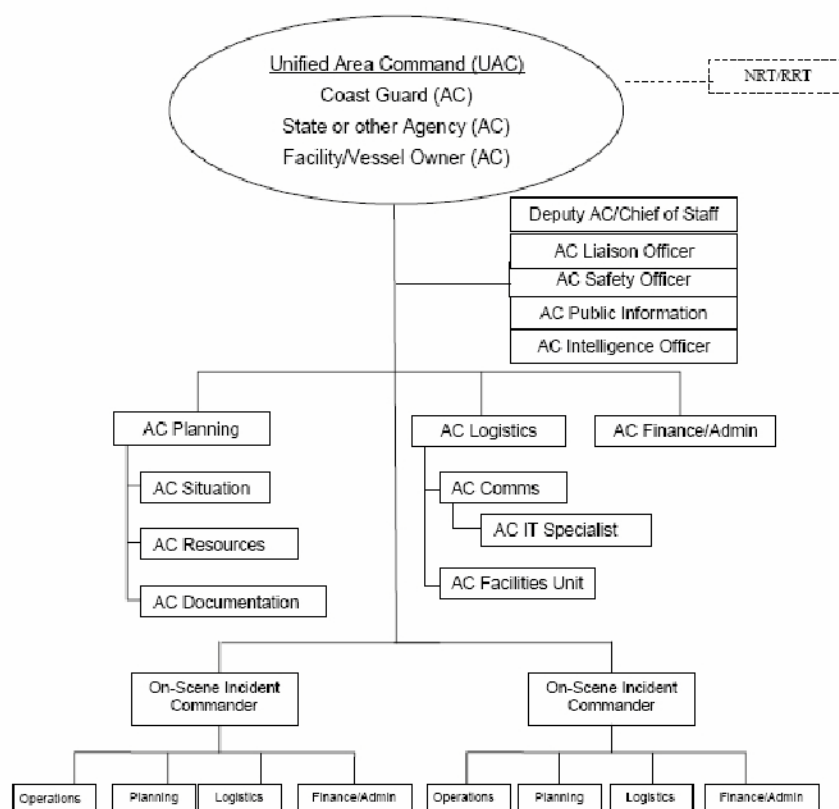 Unified Area Command (UAC)
Coast Guard (AC)
State or other Agency (AC)
Facility/Vessel Owner (AC)
NRT/RRT
Deputy AC/Chief of Staff
AC Liaison Officer
AC Safety Officer
AC Public Information
AC Intelligence Officer
AC Planning
AC Logistics
AC Finance/Admin
AC Situation
AC Comms
AC IT Specialist
AC Resources
AC Facilities Unit
AC Documentation
On-Scene Incident
Commander
On-Scene Incident
Commander
Operations
Planning
Logistics
Finance/Admin
Operations
Planning
Logistics
Finance/Admin